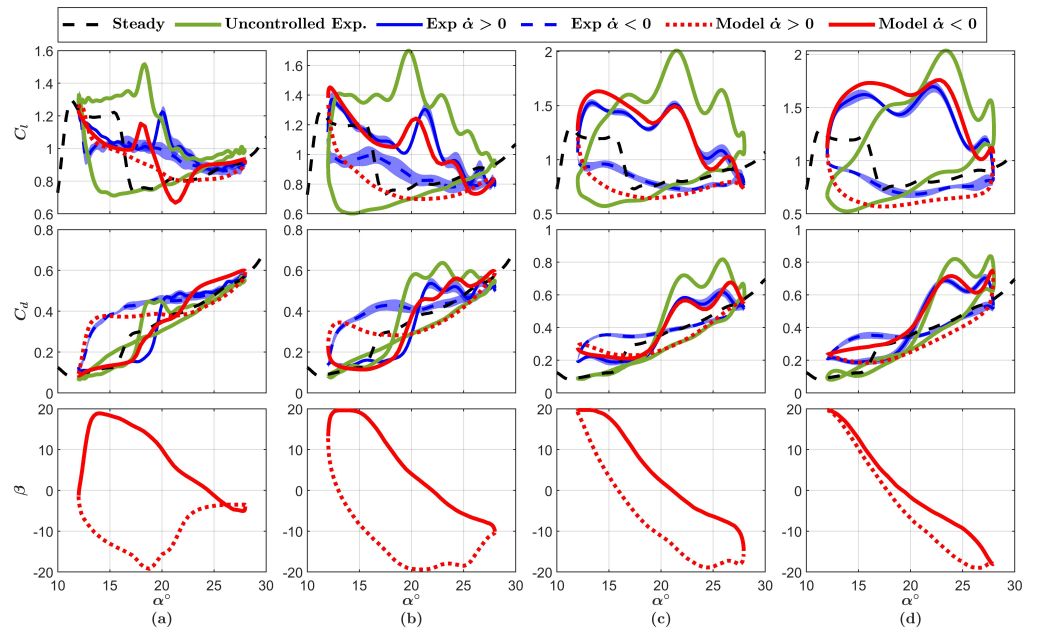 Steady Uncontrolled Exp. Exp α̇ > 0 Exp α̇ < 0 Model α̇ > 0 Model α̇ < 0
C_l
1.6 1.4 1.2 1.0 0.8 0.6
1.6 1.4 1.2 1.0 0.8 0.6
2 1.5 1 0.5
2 1.5 1 0.5
C_d
0.8 0.6 0.4 0.2 0
0.8 0.6 0.4 0.2 0
1 0.8 0.6 0.4 0.2 0
1 0.8 0.6 0.4 0.2 0
β
20 10 0 -10 -20
20 10 0 -10 -20
20 10 0 -10 -20
20 10 0 -10 -20
10 15 20 25 30
10 15 20 25 30
10 15 20 25 30
10 15 20 25 30
α° α° α° α°
(a) (b) (c) (d)